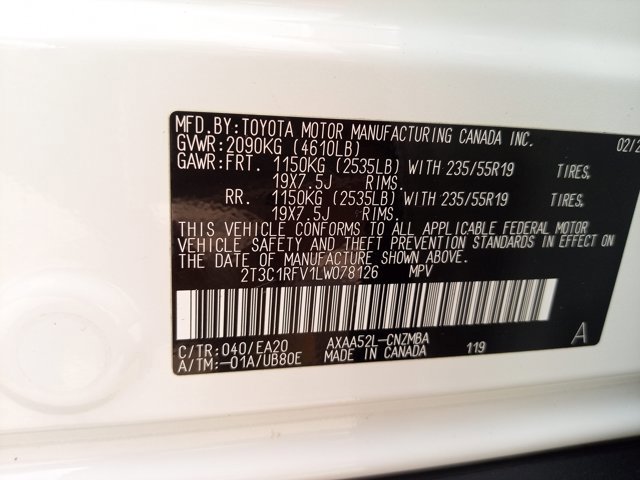 MFD.BY:TOYOTA MOTOR MANUFACTURING CANADA INC. 02/2
GVWR:2090KG (4610LB)
GAWR:FRT. 1150KG (2535LB) WITH 235/55R19 TIRES,
19X7.5J RIMS.
RR. 1150KG (2535LB) WITH 235/55R19 TIRES,
19X7.5J RIMS.
THIS VEHICLE CONFORMS TO ALL APPLICABLE FEDERAL MOTOR
VEHICLE SAFETY AND THEFT PREVENTION STANDARDS IN EFFECT ON
THE DATE OF MANUFACTURE SHOWN ABOVE.
2T3C1RFV1LW078126 MPV
C/TR:040/EA20 AXAA52L-CNZMBA A
A/TM:-01A/UB80E MADE IN CANADA 119